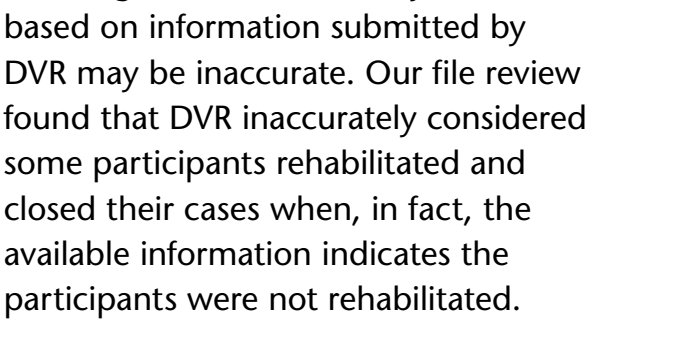 based on information submitted by
DVR may be inaccurate. Our file review
found that DVR inaccurately considered
some participants rehabilitated and
closed their cases when, in fact, the
available information indicates the
participants were not rehabilitated.